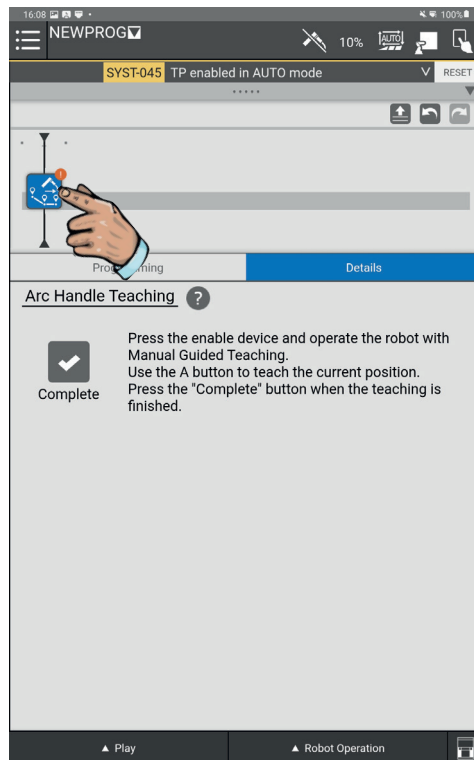 16:08 100%
NEWPROG
10% AUTO
SYST-045 TP enabled in AUTO mode RESET
Programming Details
Arc Handle Teaching ?
Press the enable device and operate the robot with
Manual Guided Teaching.
Use the A button to teach the current position.
Complete Press the "Complete" button when the teaching is
finished.
Play Robot Operation